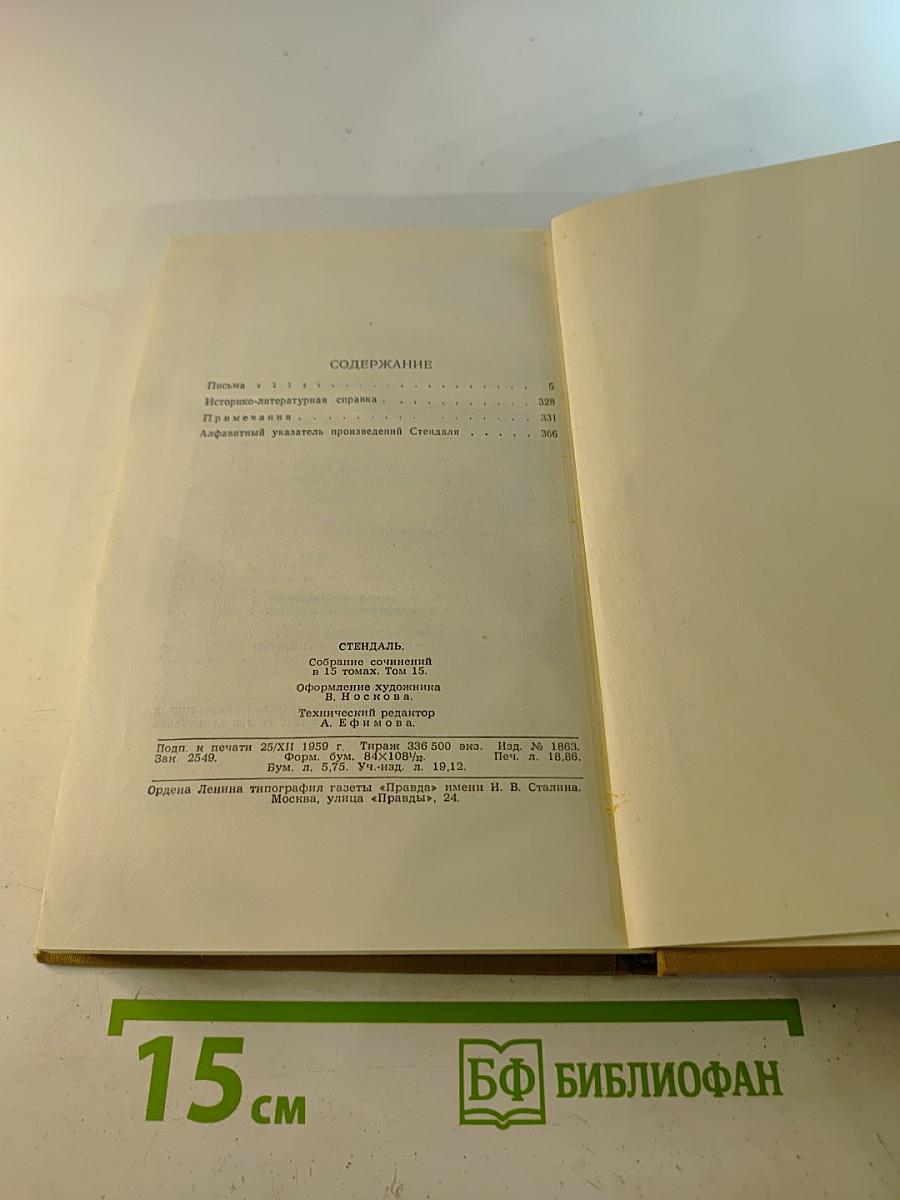 СОДЕРЖАНИЕ
Письма . . . . . . . . . . . . . . . . . . . 5
Историко-литературная справка . . . . . . . . . . . 328
Примечания . . . . . . . . . . . . . . . . . 331
Алфавитный указатель произведений Стендаля . . . . . 366
СТЕНДАЛЬ.
Собрание сочинений
в 15 томах. Том 15.
Оформление художника
В. Носкова.
Технический редактор
А. Ефимова.
Подп. к печати 25/XII 1959 г. Тираж 336 500 экз. Изд. № 1863.
Зак. 2549. Форм. бум. 84×108¹/₃₂. Печ. л. 18,86.
Бум. л. 5,75. Уч.-изд. л. 19,12.
Ордена Ленина типография газеты «Правда» имени И. В. Сталина.
Москва, улица «Правды», 24.
15 см
БФ БИБЛИОФАН